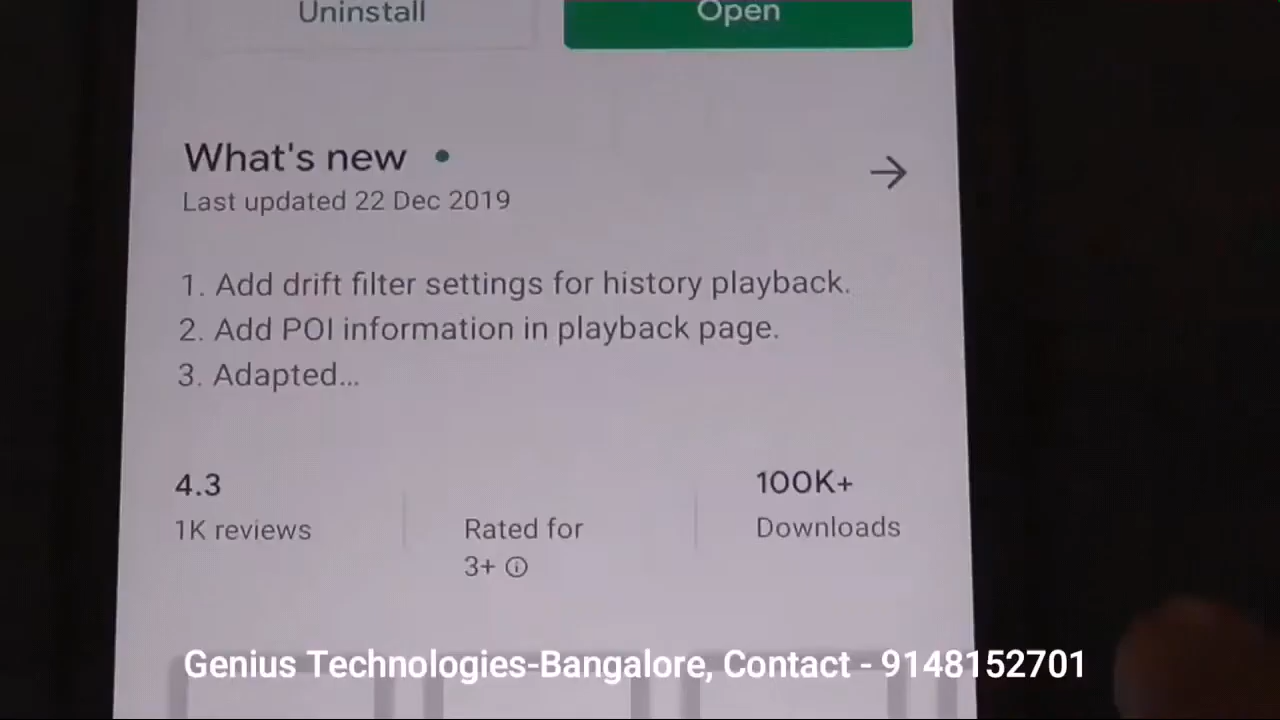 Uninstall
Open
What's new
Last updated 22 Dec 2019
1. Add drift filter settings for history playback.
2. Add POI information in playback page.
3. Adapted...
4.3
1K reviews
Rated for
3+
100K+
Downloads
Genius Technologies-Bangalore, Contact - 9148152701